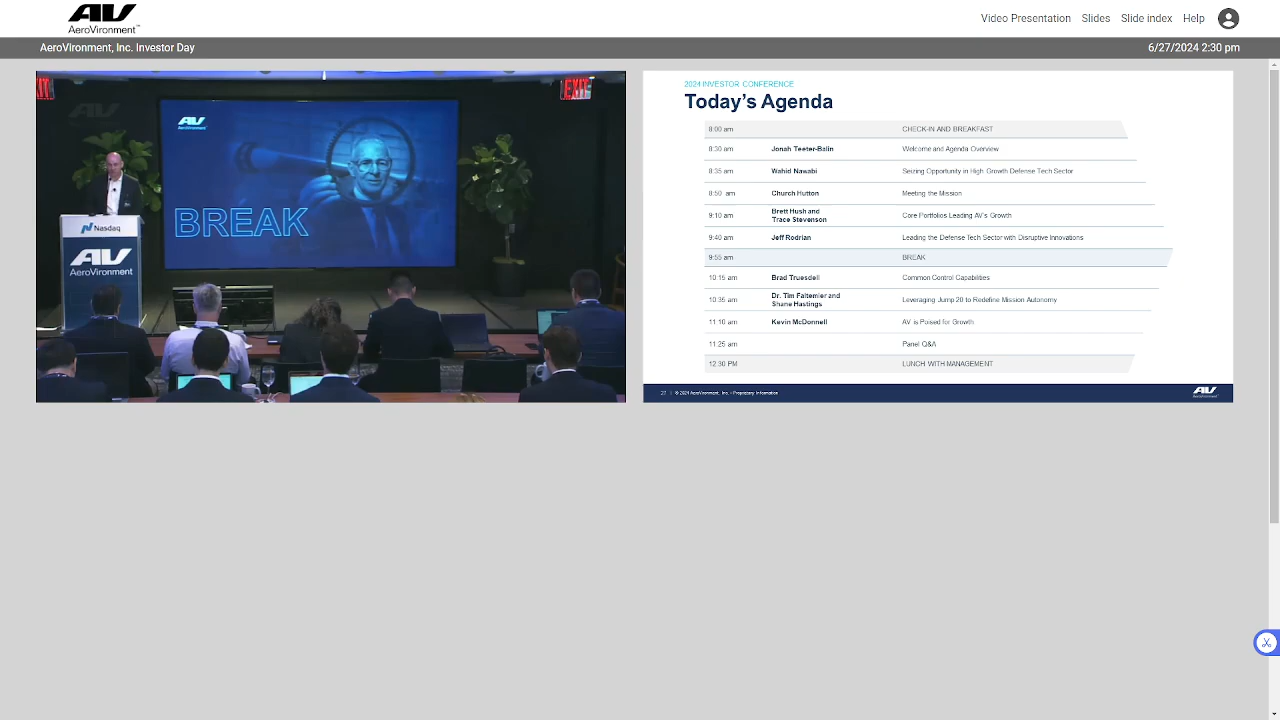 AeroVironment
Video Presentation
Slides
Slide index
Help
AeroVironment, Inc. Investor Day
6/27/2024 2:30 pm
EXIT
AV
AeroVironment
BREAK
Nasdaq
AV
AeroVironment
2024 INVESTOR CONFERENCE
Today's Agenda
8:00 am CHECK-IN AND BREAKFAST
8:30 am Jonah Teeter-Balin Welcome and Agenda Overview
8:35 am Wahid Nawabi Seizing Opportunity in High Growth Defense Tech Sector
8:50 am Church Hutton Meeting the Mission
9:10 am Brett Hush and Trace Stevenson Core Portfolios Leading AV's Growth
9:40 am Jeff Rodrian Leading the Defense Tech Sector with Disruptive Innovations
9:55 am BREAK
10:15 am Brad Truesdell Common Control Capabilities
10:35 am Dr. Tim Faltemier and Shane Hastings Leveraging Jump 20 to Redefine Mission Autonomy
11:10 am Kevin McDonnell AV is Poised for Growth
11:25 am Panel Q&A
12:30 PM LUNCH WITH MANAGEMENT
© 2024 AeroVironment, Inc. - Proprietary Information
AV
AeroVironment